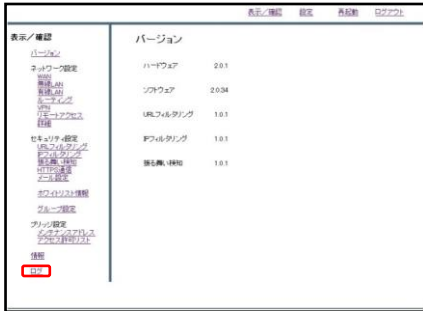 表示/確認 設定 再起動 ログアウト
表示/確認
バージョン
ネットワーク設定
WAN
無線LAN
有線LAN
ルーティング
VPN
リモートアクセス
詳細
セキュリティ設定
URLフィルタリング
IPフィルタリング
振る舞い検知
HTTPS通信
メール設定
ホワイトリスト情報
グループ設定
ブリッジ設定
メンテナンスアドレス
アクセス許可リスト
情報
ログ
バージョン
ハードウェア 2.0.1
ソフトウェア 2.0.34
URLフィルタリング 1.0.1
IPフィルタリング 1.0.1
振る舞い検知 1.0.1